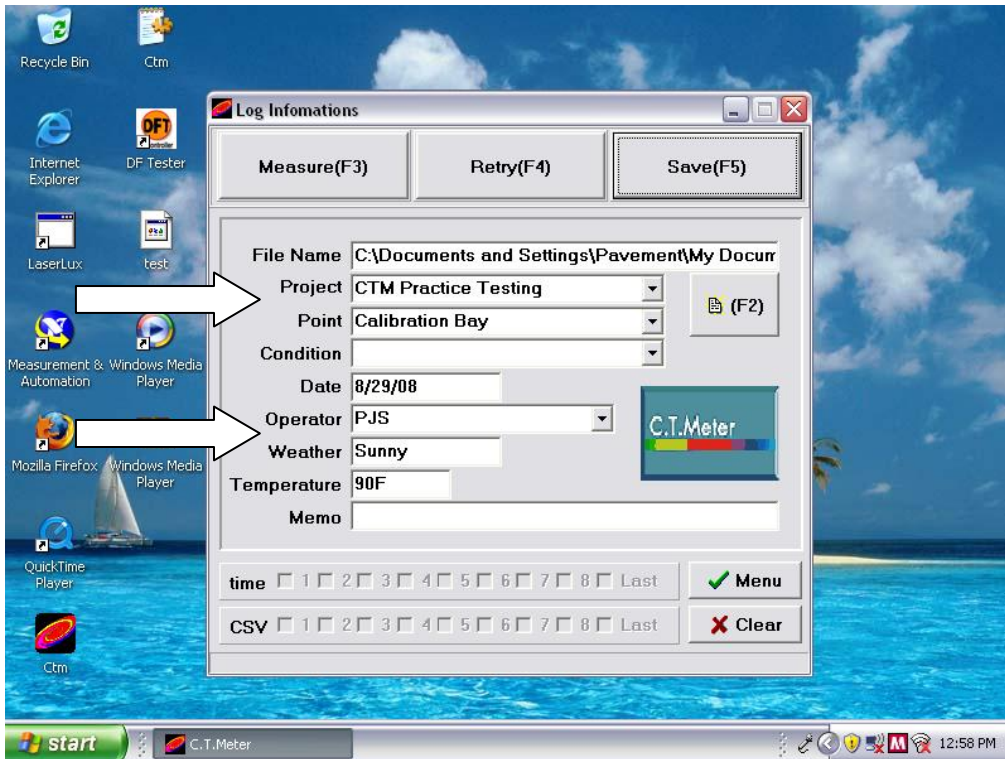 Recycle Bin
Ctm
Internet Explorer
DFT
DF Tester
LaserLux
test
Measurement & Automation
Windows Media Player
Mozilla Firefox
Windows Media Player
QuickTime Player
Ctm
Log Infomations
Measure(F3)
Retry(F4)
Save(F5)
File Name C:\Documents and Settings\Pavement\My Docum
Project CTM Practice Testing
(F2)
Point Calibration Bay
Condition
Date 8/29/08
Operator PJS
C.T.Meter
Weather Sunny
Temperature 90F
Memo
time 1 2 3 4 5 6 7 8 Last
Menu
CSV 1 2 3 4 5 6 7 8 Last
Clear
start
C.T.Meter
M
12:58 PM